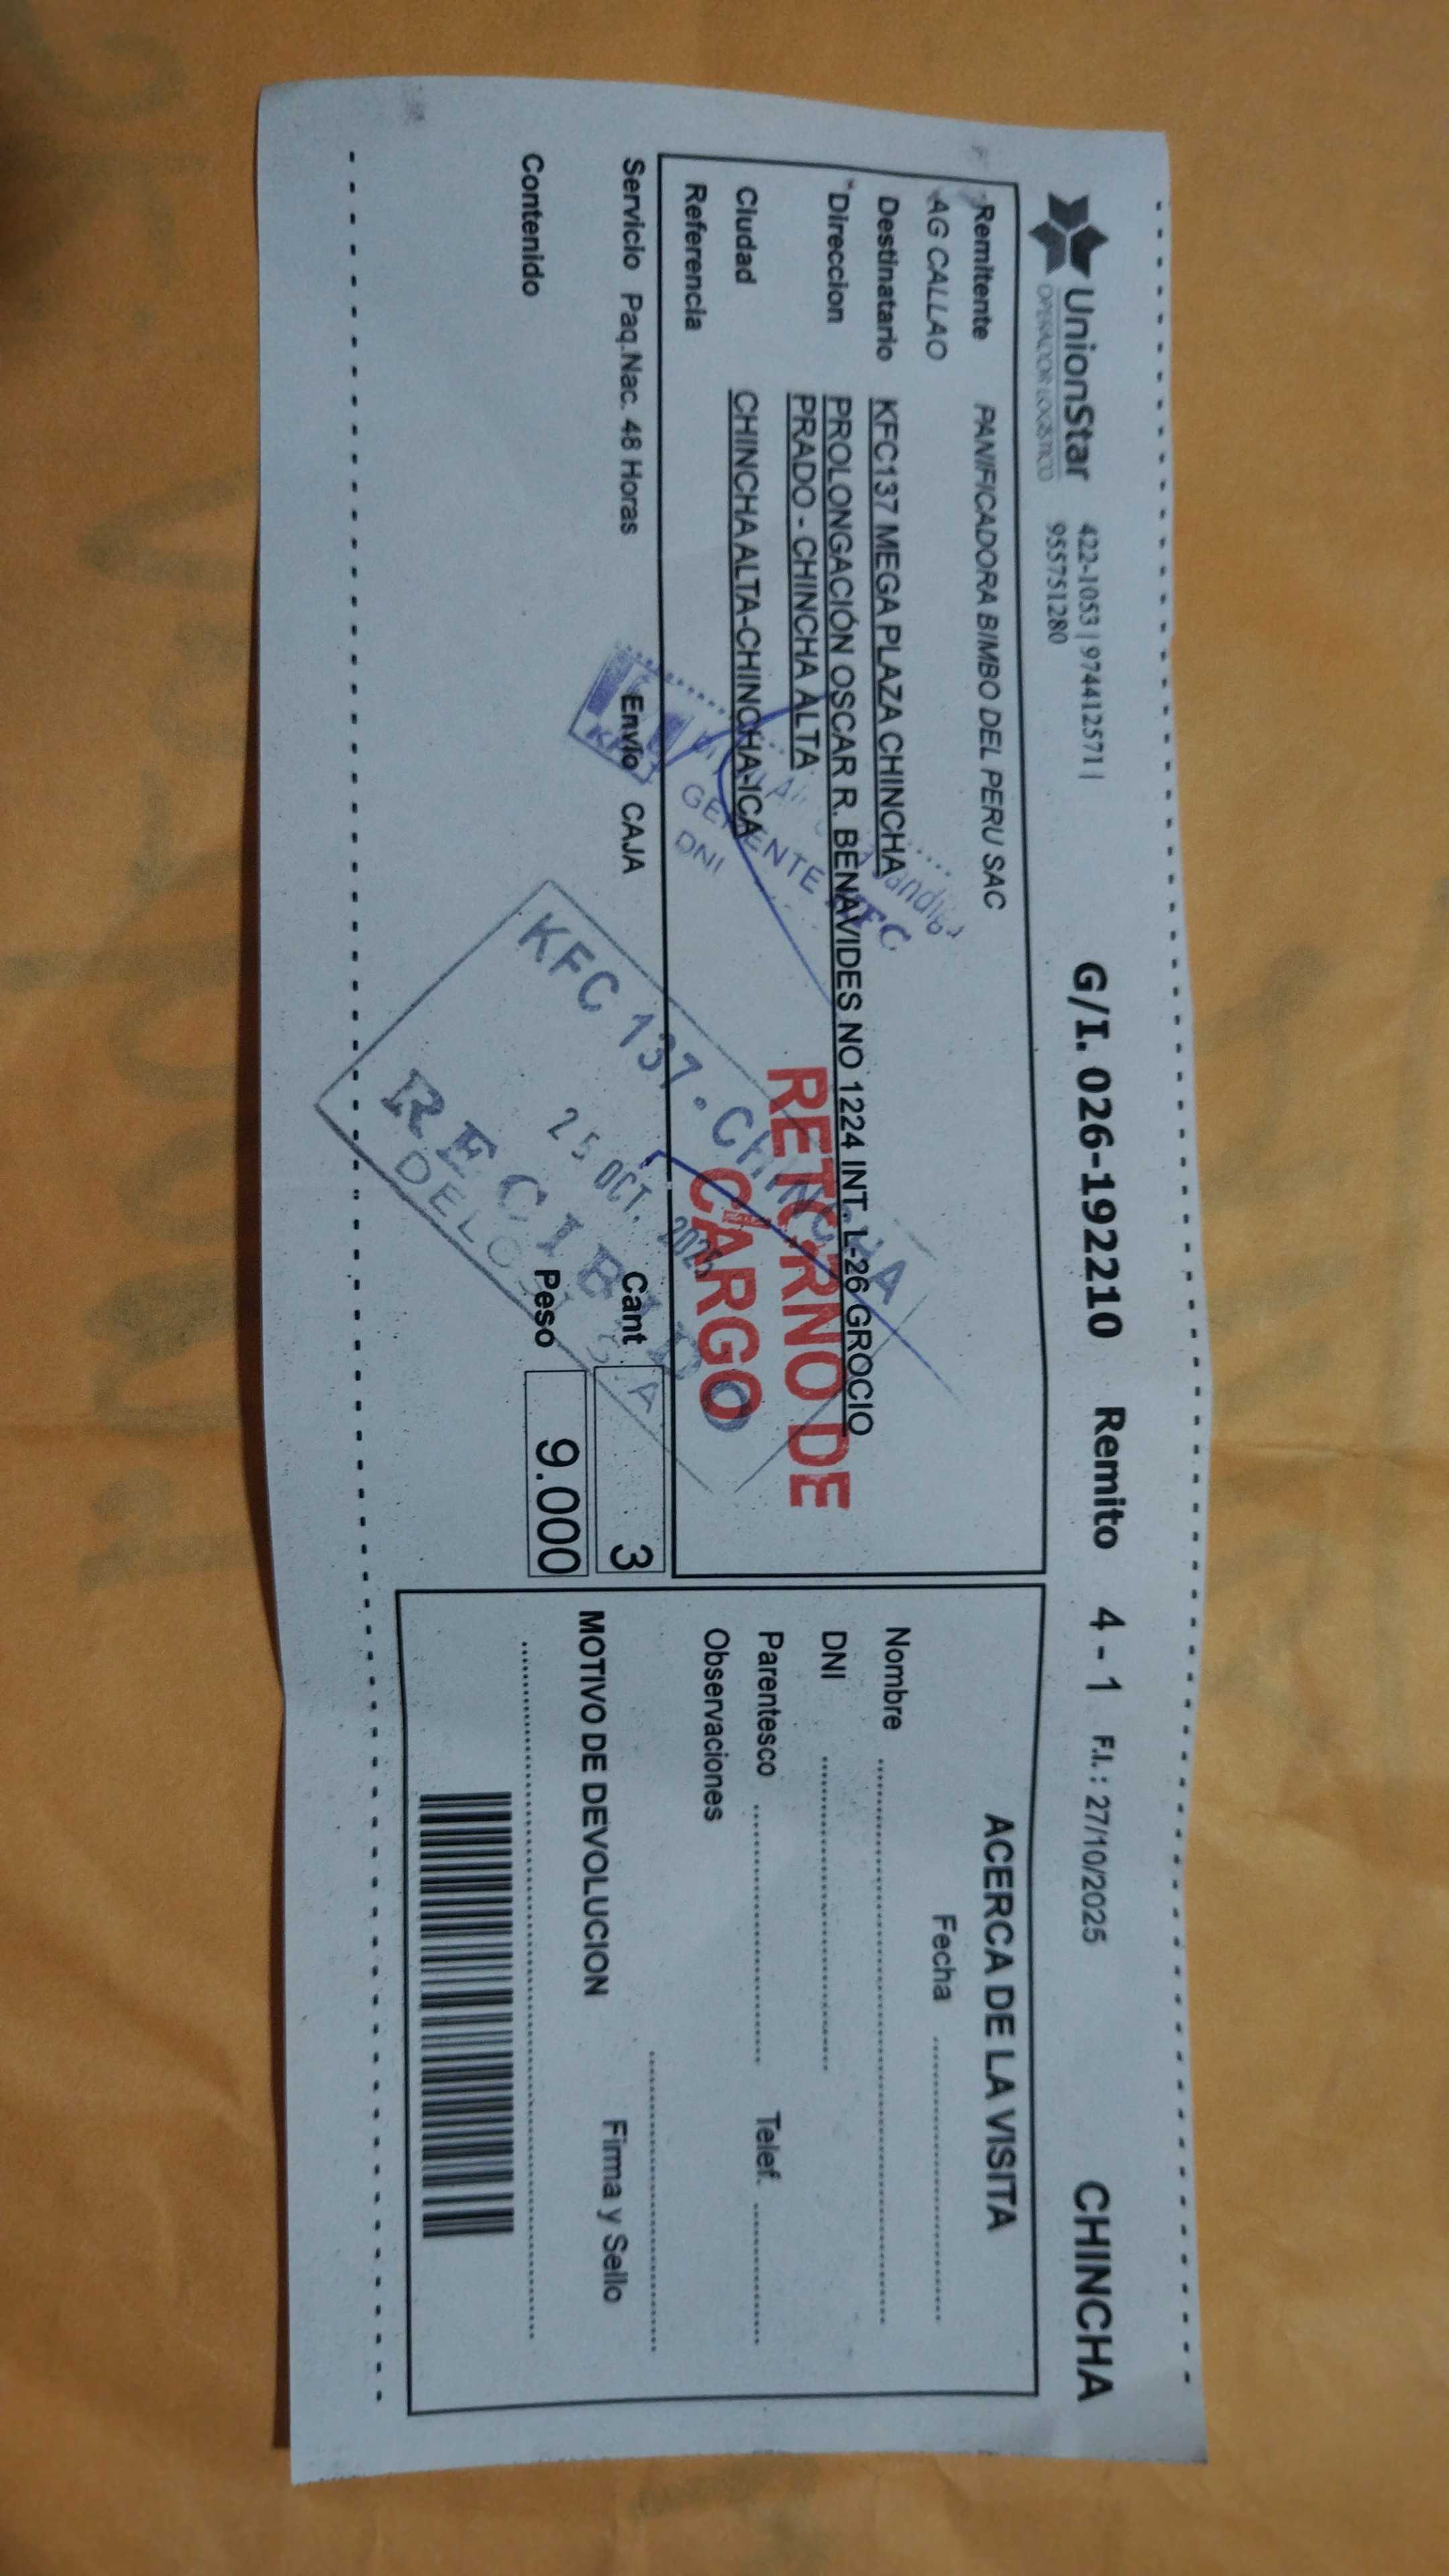 UnionStar
OPERADOR LOGISTICO
422-1053 | 974412571 |
955751280
G/I. 026-192210 Remito 4 - 1 F.I. : 27/10/2025 CHINCHA
Remitente PANIFICADORA BIMBO DEL PERU SAC
AG CALLAO
Destinatario KFC137 MEGA PLAZA CHINCHA
Direccion PROLONGACIÓN OSCAR R. BENAVIDES NO 1224 INT. L-26 GROCIO
PRADO - CHINCHA ALTA
Ciudad CHINCHA ALTA-CHINCHA-ICA
Referencia
RETORNO DE
CARGO
GERENTE KFC
DNI
Servicio Paq.Nac. 48 Horas Envio CAJA Cant 3
Contenido Peso 9.000
KFC 137 - CHINCHA
25 OCT. 2025
RECIBIDO
ACERCA DE LA VISITA
Fecha
Nombre
DNI
Parentesco Telef.
Observaciones
MOTIVO DE DEVOLUCION Firma y Sello